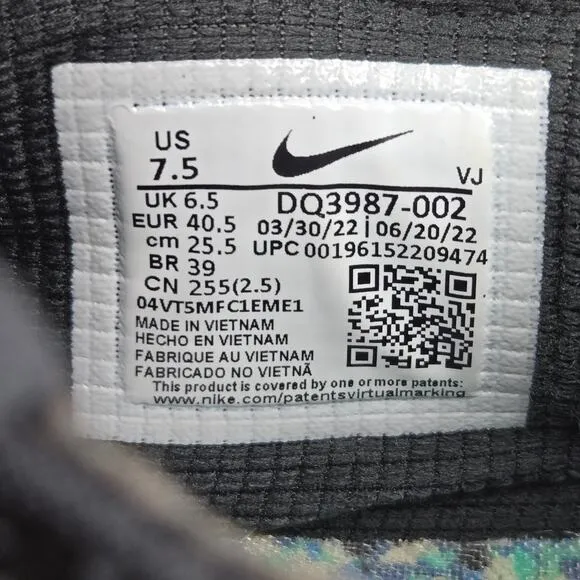 US
7.5
VJ
UK 6.5
DQ3987-002
EUR 40.5
03/30/22 | 06/20/22
cm 25.5
UPC 00196152209474
BR 39
CN 255(2.5)
04VT5MFC1EME1
MADE IN VIETNAM
HECHO EN VIETNAM
FABRIQUE AU VIETNAM
FABRICADO NO VIETNÃ
This product is covered by one or more patents:
www.nike.com/patentsvirtualmarking